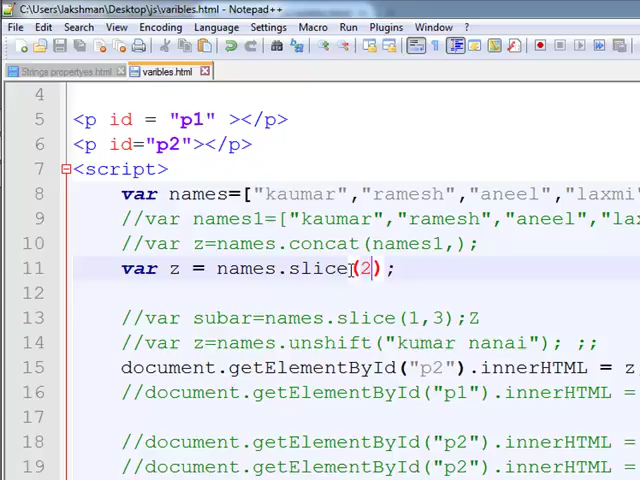 C:\Users\lakshman\Desktop\js\varibles.html - Notepad++
File Edit Search View Encoding Language Settings Macro Run Plugins Window ?
Strings propertyes.html varibles.html
4
5 <p id = "p1" ></p>
6 <p id="p2"></p>
7 <script>
8 var names=["kaumar","ramesh","aneel","laxmi"
9 //var names1=["kaumar","ramesh","aneel","lax
10 //var z=names.concat(names1,);
11 var z = names.slice(2);
12
13 //var subar=names.slice(1,3);Z
14 //var z=names.unshift("kumar nanai"); ;;
15 document.getElementById("p2").innerHTML = z
16 //document.getElementById("p1").innerHTML =
17
18 //document.getElementById("p2").innerHTML =
19 //document.getElementById("p2").innerHTML =